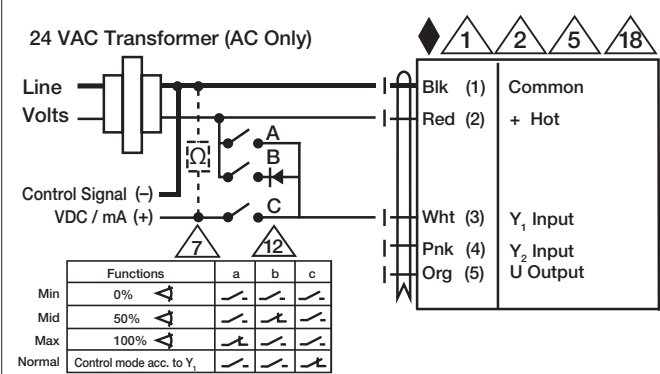 24 VAC Transformer (AC Only)
1 2 5 18
Line
Volts
Blk (1) Common
Red (2) + Hot
A
B
C
Ω
Control Signal (–)
VDC / mA (+)
Wht (3) Y1 Input
Pnk (4) Y2 Input
Org (5) U Output
7
12
Functions a b c
Min 0%
Mid 50%
Max 100%
Normal Control mode acc. to Y1